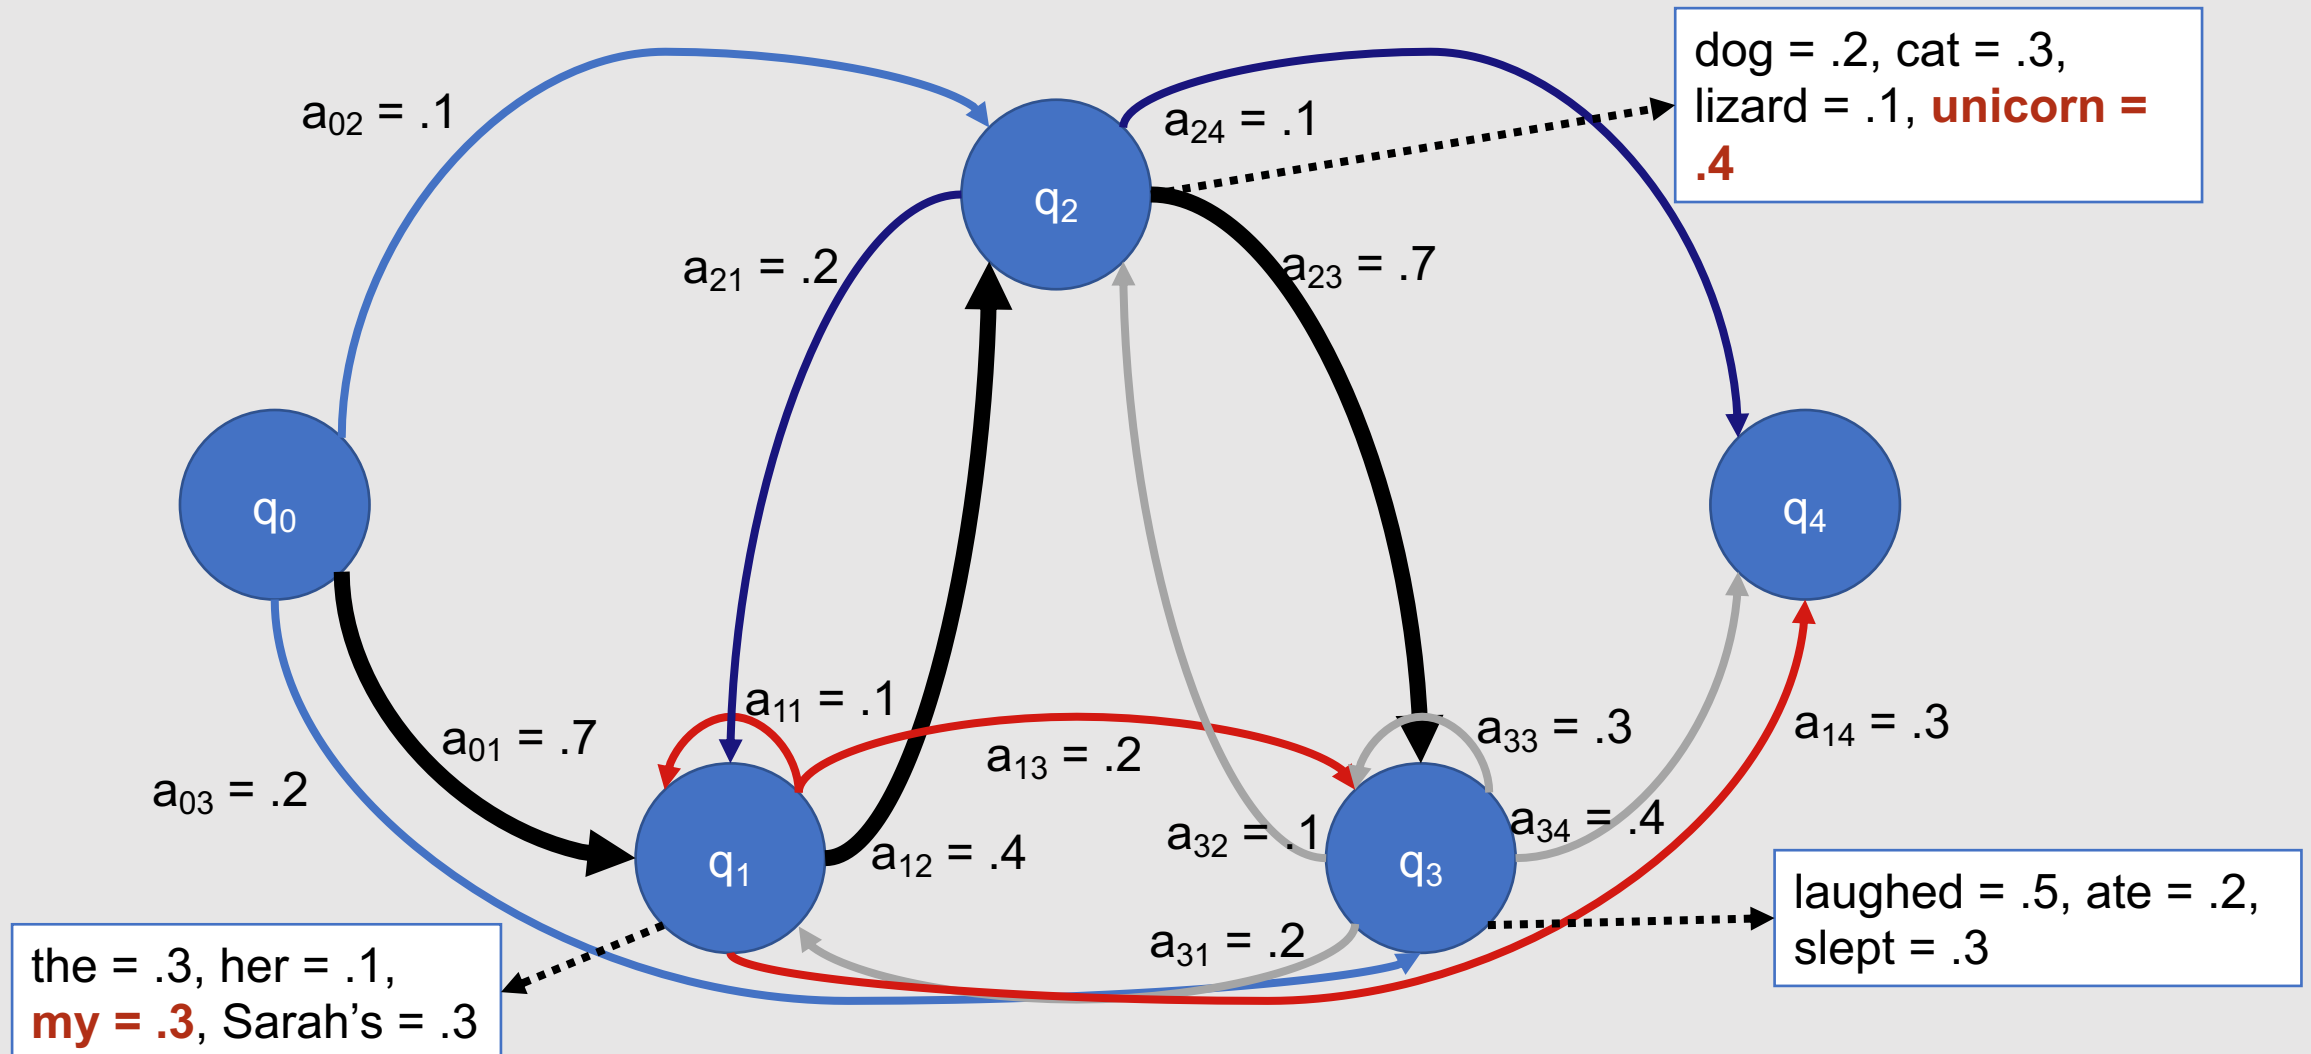 dog = .2, cat = .3,
lizard = .1, unicorn =
.4
a02 = .1
a24 = .1
q2
a21 = .2
a23 = .7
q0
q4
a11 = .1
a01 = .7
a13 = .2
a33 = .3
a14 = .3
a03 = .2
a32 = .1
a34 = .4
q1
a12 = .4
q3
laughed = .5, ate = .2,
slept = .3
a31 = .2
the = .3, her = .1,
my = .3, Sarah’s = .3